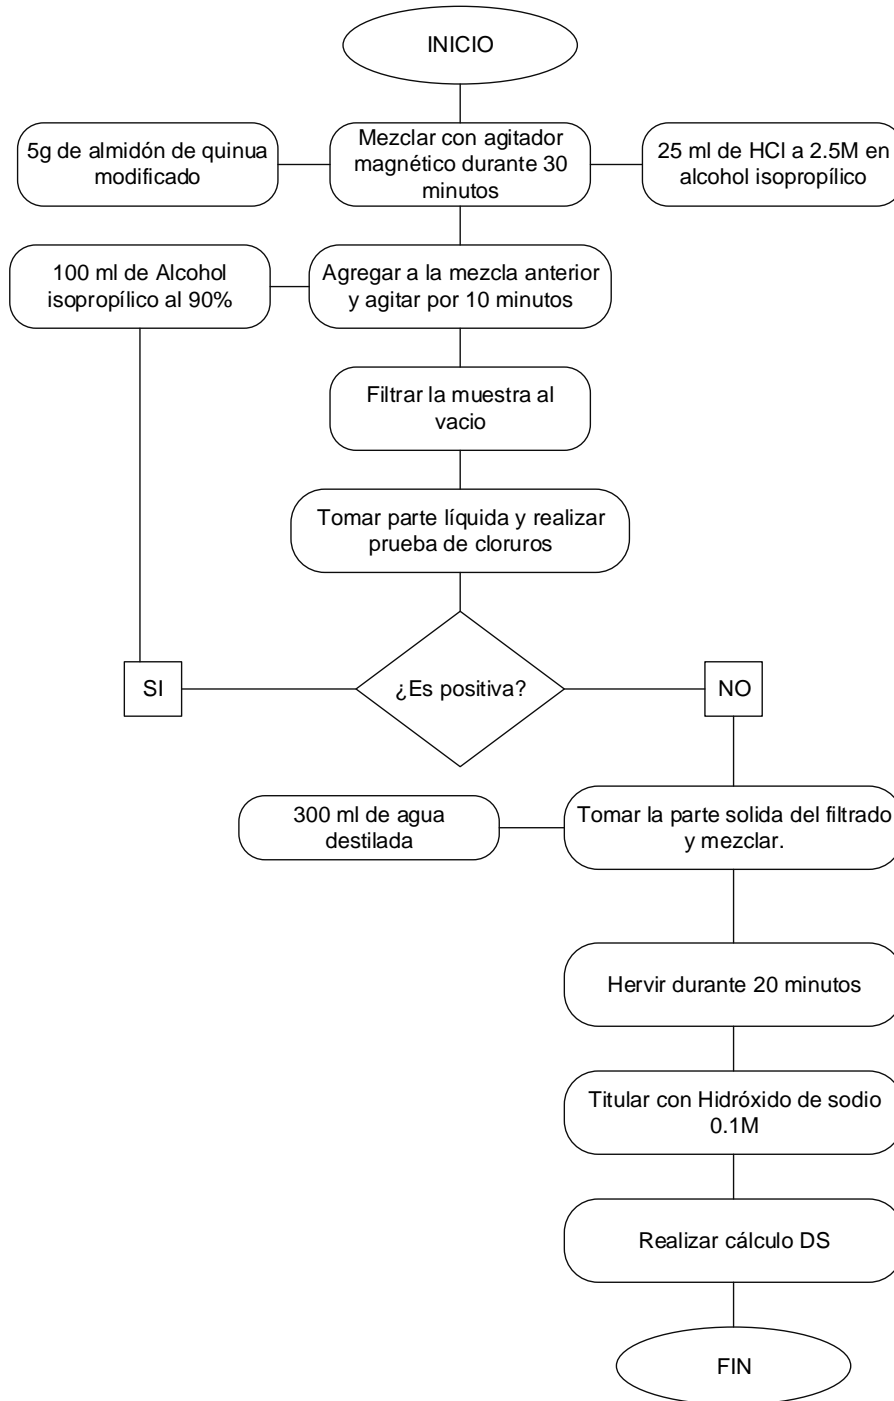 INICIO
5g de almidón de quinua
modificado
Mezclar con agitador
magnético durante 30
minutos
25 ml de HCl a 2.5M en
alcohol isopropílico
100 ml de Alcohol
isopropílico al 90%
Agregar a la mezcla anterior
y agitar por 10 minutos
Filtrar la muestra al
vacio
Tomar parte líquida y realizar
prueba de cloruros
SI
¿Es positiva?
NO
300 ml de agua
destilada
Tomar la parte solida del filtrado
y mezclar.
Hervir durante 20 minutos
Titular con Hidróxido de sodio
0.1M
Realizar cálculo DS
FIN